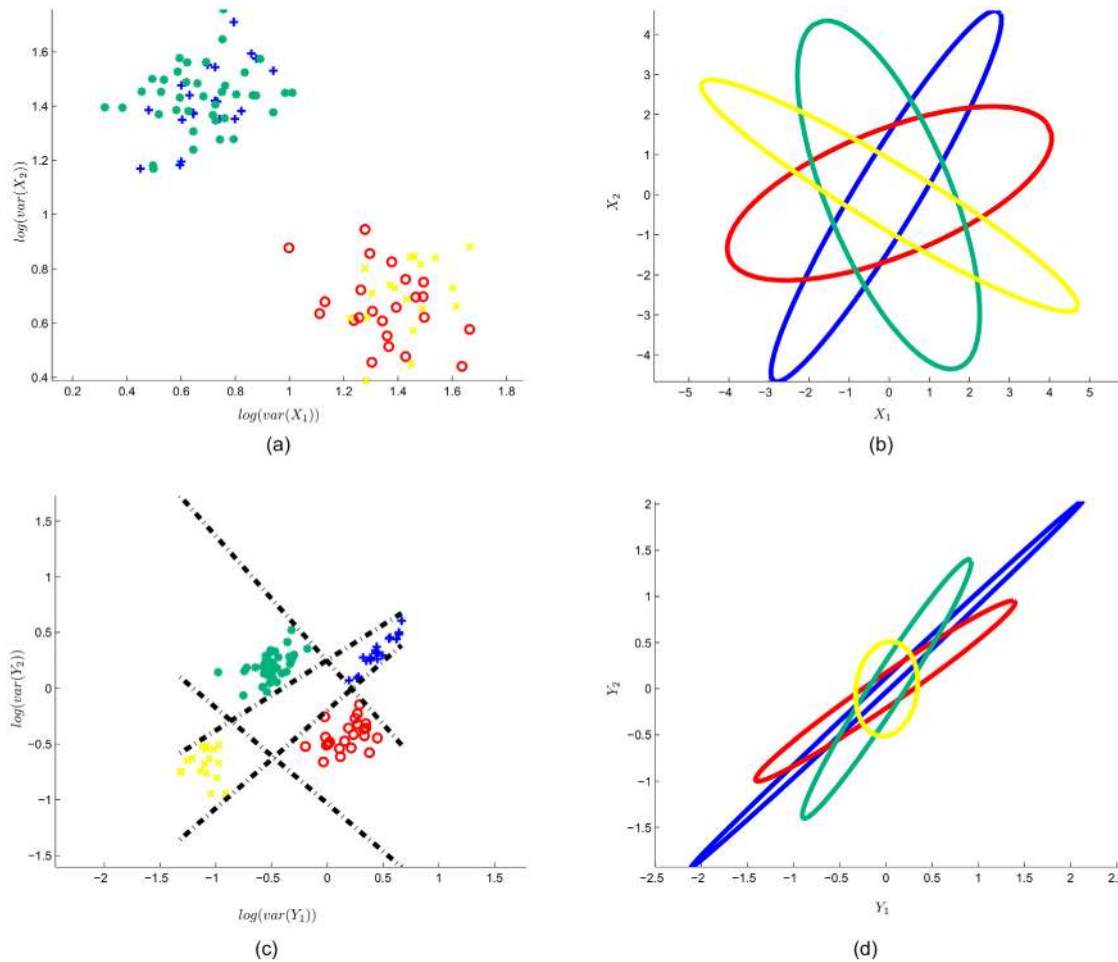 1.6
1.4
1.2
1
0.8
0.6
0.4
0.2 0.4 0.6 0.8 1 1.2 1.4 1.6 1.8
log(var(X₂))
log(var(X₁))
(a)
4
3
2
1
0
−1
−2
−3
−4
−5 −4 −3 −2 −1 0 1 2 3 4 5
X₂
X₁
(b)
1.5
1
0.5
0
−0.5
−1
−1.5
−2 −1.5 −1 −0.5 0 0.5 1 1.5
log(var(Y₂))
log(var(Y₁))
(c)
2
1.5
1
0.5
0
−0.5
−1
−1.5
−2.5 −2 −1.5 −1 −0.5 0 0.5 1 1.5 2 2.5
Y₂
Y₁
(d)